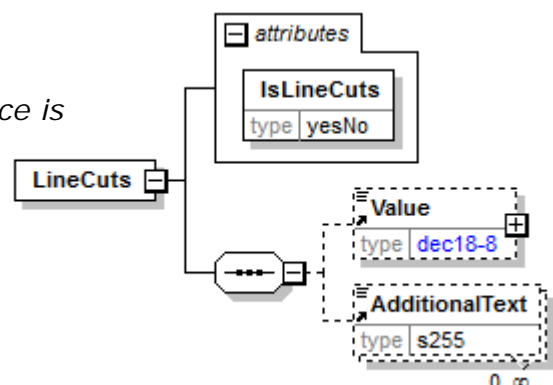 attributes
IsLineCuts
type yesNo
ce is
LineCuts
Value
type dec18-8
AdditionalText
type s255
0..∞